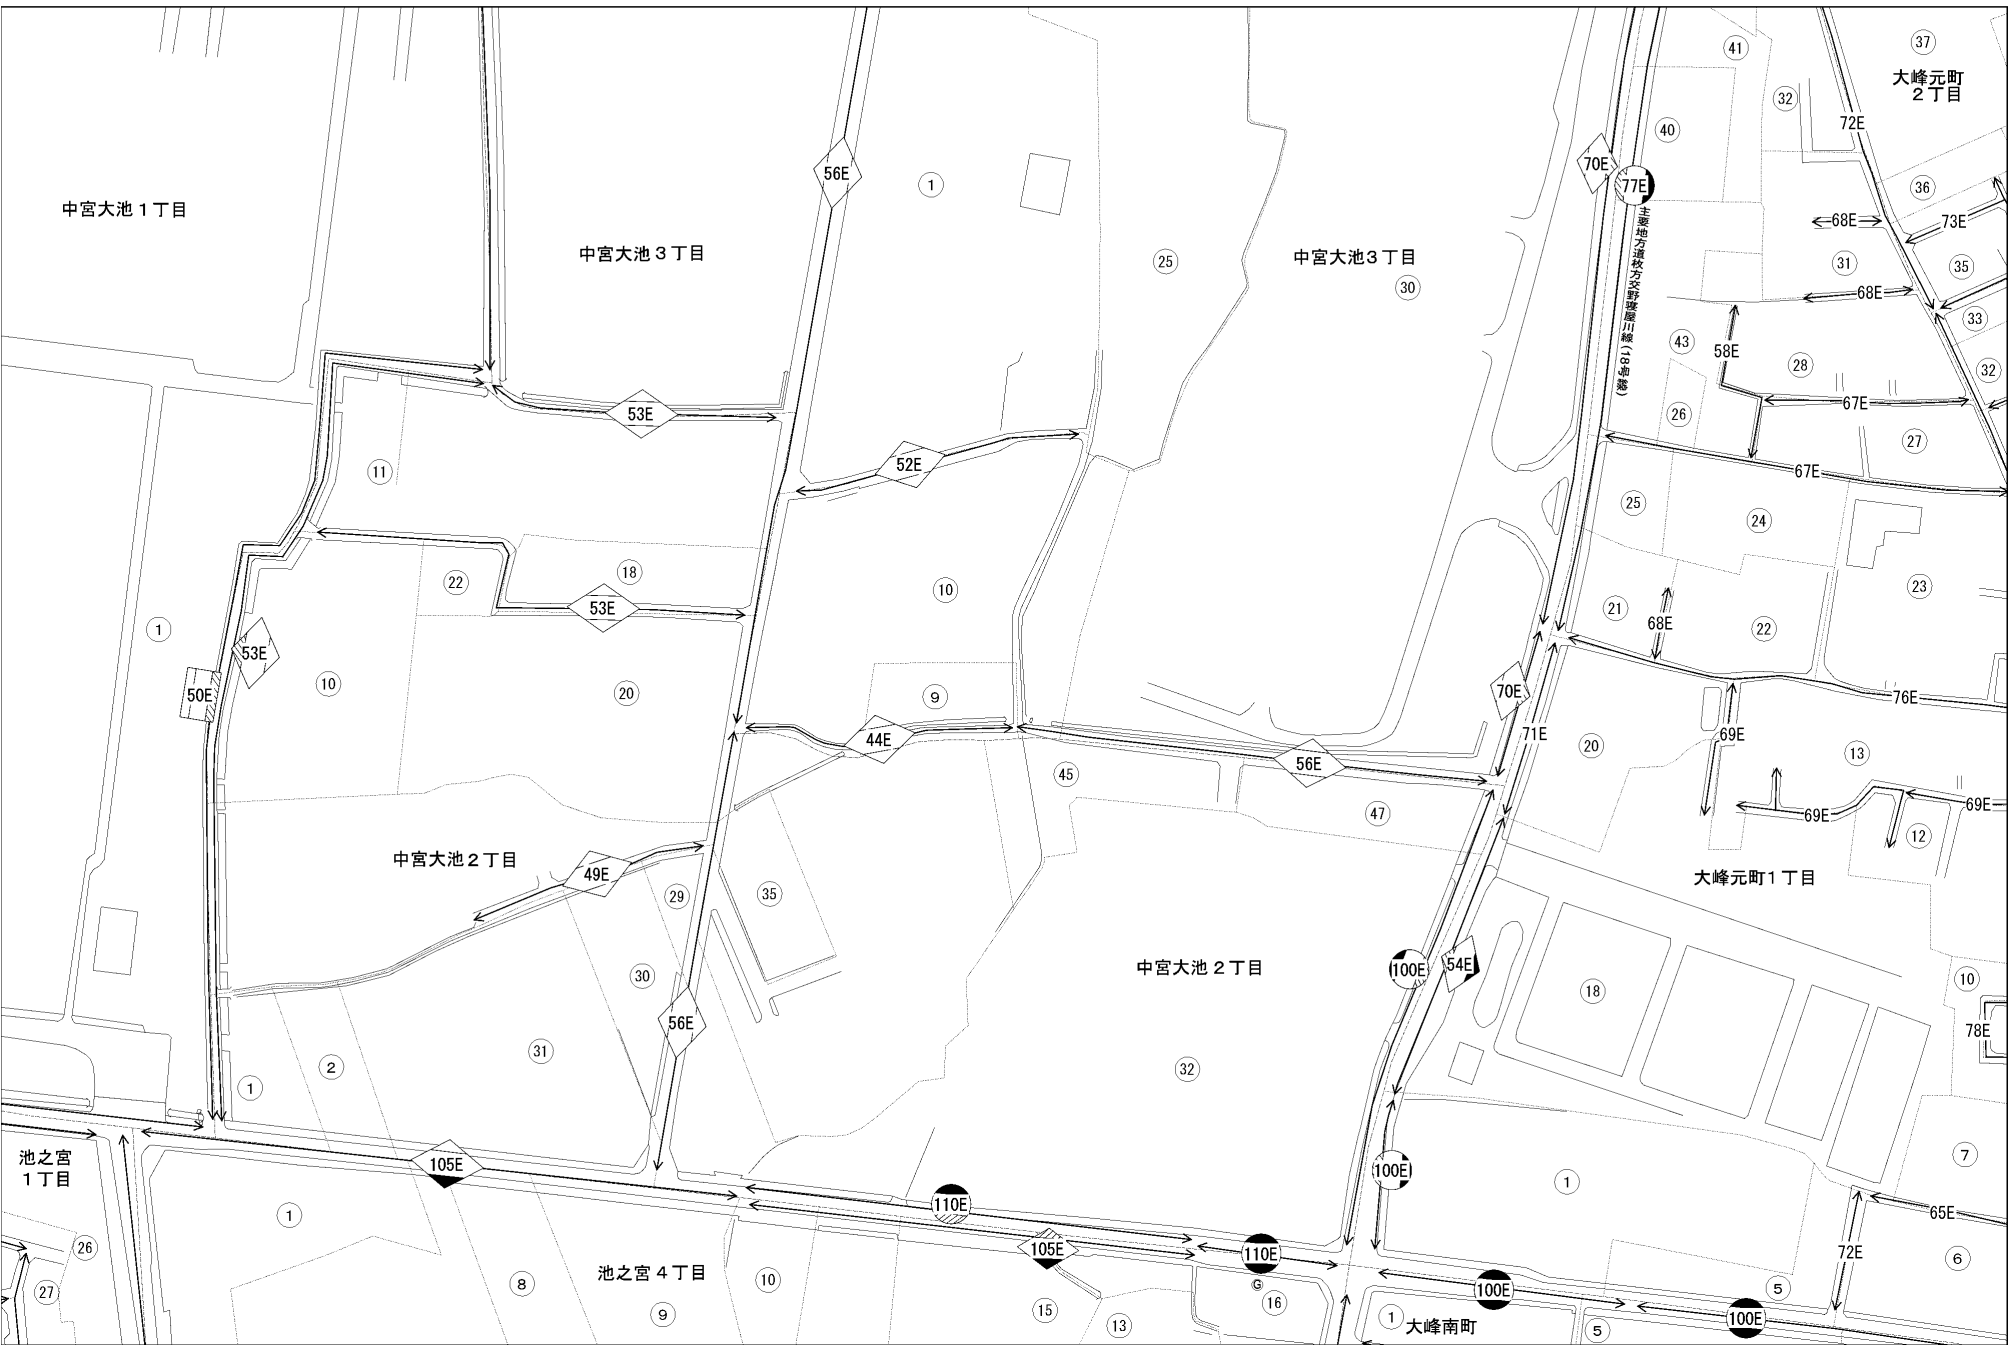 37
41
大峰元町
２丁目
32
72E
40
70E
56E
1
77E
36
中宮大池１丁目
主要地方道枚方交野寝屋川線(18号線)
68E
73E
中宮大池３丁目
25
中宮大池３丁目
30
31
35
68E
33
43
58E
28
32
53E
67E
26
27
11
52E
67E
25
24
22
18
10
23
53E
21
68E
22
1
53E
10
20
9
50E
70E
76E
44E
71E
20
69E
13
45
56E
47
69E
69E
12
中宮大池２丁目
49E
29
35
大峰元町１丁目
30
中宮大池２丁目
100E
54E
18
10
56E
78E
31
2
1
32
池之宮
１丁目
105E
100E
1
7
1
110E
65E
26
105E
110E
72E
6
27
8
池之宮４丁目
10
G
16
100E
5
9
15
13
1
大峰南町
5
100E